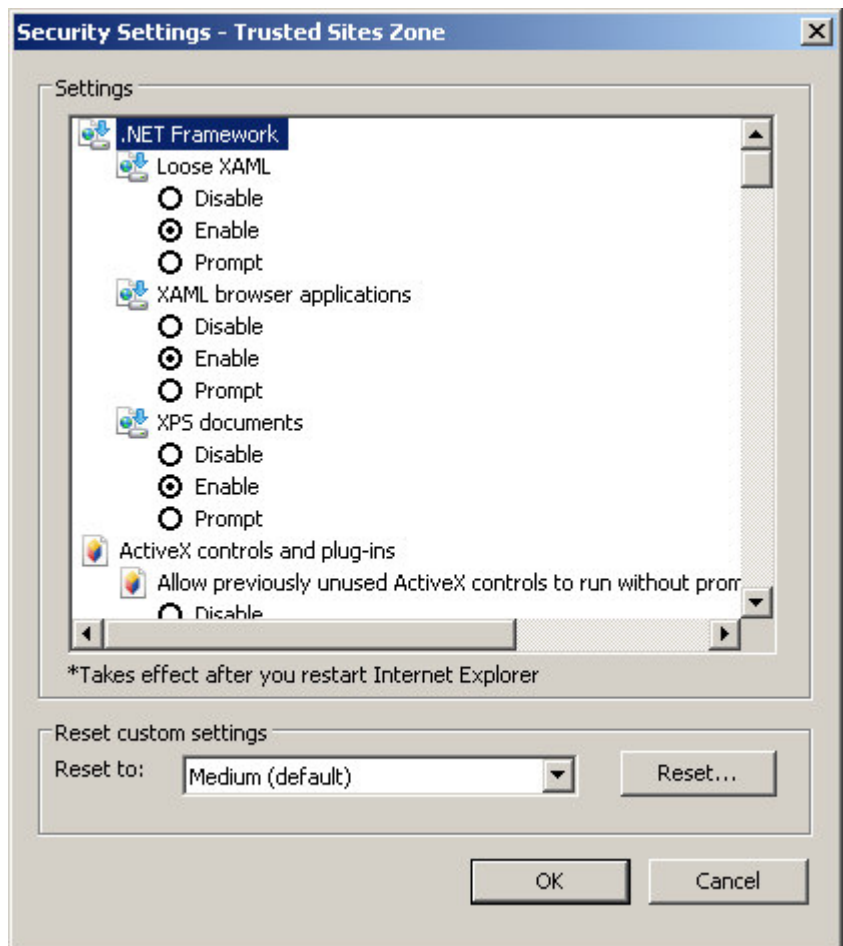 Security Settings - Trusted Sites Zone
Settings
.NET Framework
Loose XAML
Disable
Enable
Prompt
XAML browser applications
Disable
Enable
Prompt
XPS documents
Disable
Enable
Prompt
ActiveX controls and plug-ins
Allow previously unused ActiveX controls to run without prom
Disable
*Takes effect after you restart Internet Explorer
Reset custom settings
Reset to: Medium (default) Reset...
OK Cancel